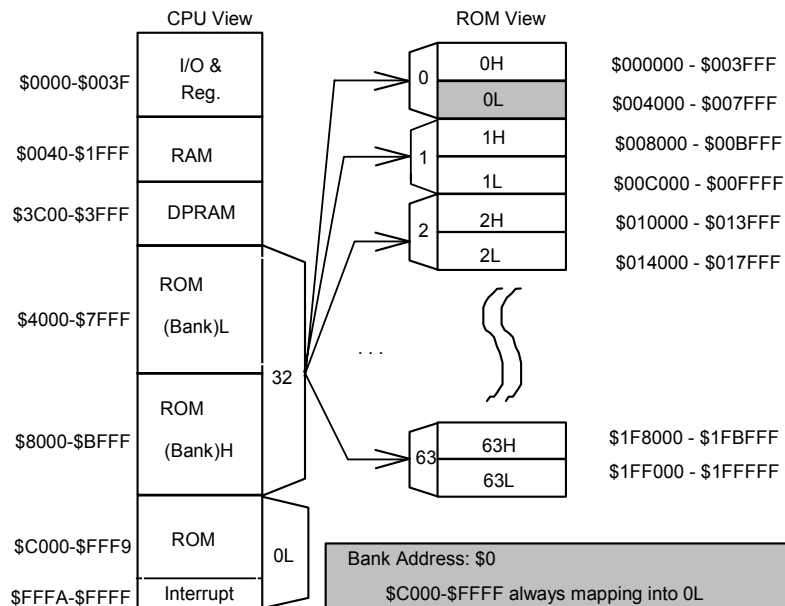 CPU View
ROM View
$0000-$003F
I/O &
Reg.
$0040-$1FFF
RAM
$3C00-$3FFF
DPRAM
$4000-$7FFF
ROM
(Bank)L
$8000-$BFFF
ROM
(Bank)H
32
$C000-$FFF9
ROM
0L
$FFFA-$FFFF
Interrupt
. . .
0
0H
$000000 - $003FFF
0L
$004000 - $007FFF
1
1H
$008000 - $00BFFF
1L
$00C000 - $00FFFF
2
2H
$010000 - $013FFF
2L
$014000 - $017FFF
63
63H
$1F8000 - $1FBFFF
63L
$1FF000 - $1FFFFF
Bank Address: $0
$C000-$FFFF always mapping into 0L